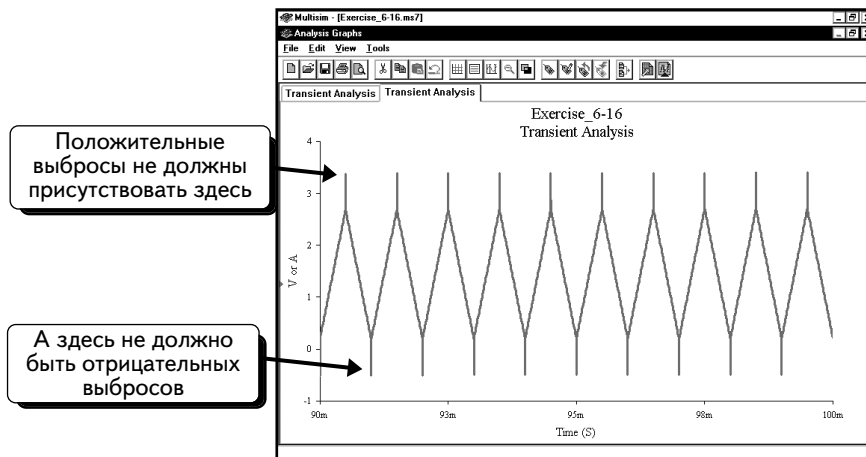 Multisim - [Exercise_6-16.ms7]
Analysis Graphs
File Edit View Tools
Transient Analysis Transient Analysis
Exercise_6-16
Transient Analysis
Положительные
выбросы не должны
присутствовать здесь
А здесь не должно
быть отрицательных
выбросов
4
3
2
1
0
-1
V or A
90m 93m 95m 98m 100m
Time (S)